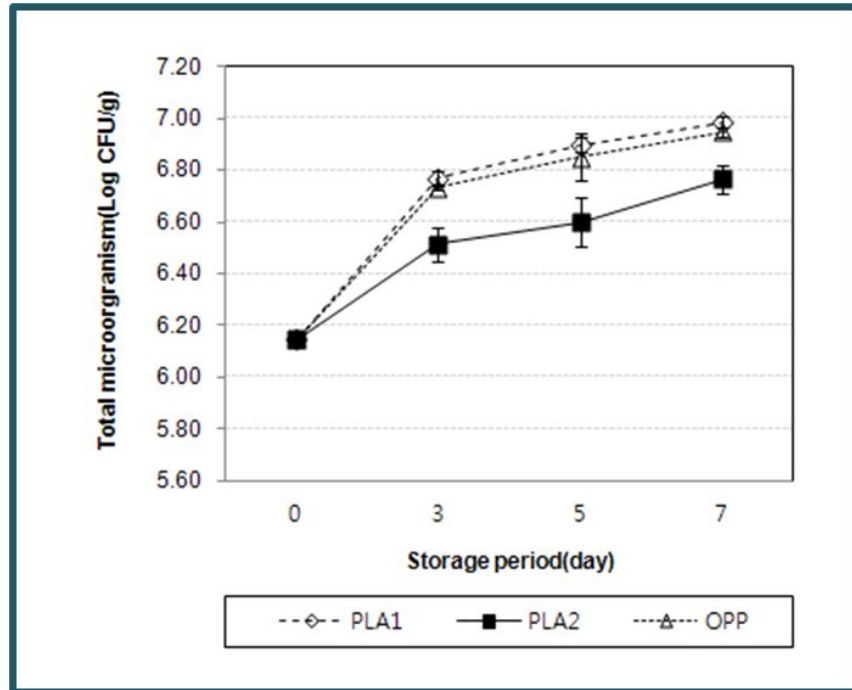 7.20
7.00
6.80
6.60
6.40
6.20
6.00
5.80
5.60
Total microorgranism(Log CFU/g)
0 3 5 7
Storage period(day)
PLA1 PLA2 OPP